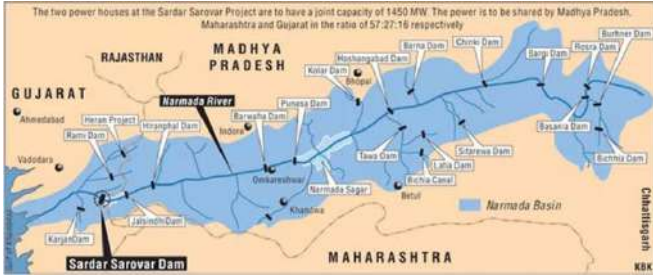 The two power houses at the Sardar Sarovar Project are to have a joint capacity of 1450 MW. The power is to be shared by Madhya Pradesh,
Maharashtra and Gujarat in the ratio of 57:27:16 respectively
RAJASTHAN
MADHYA
PRADESH
GUJARAT
Ahmedabad
Vadodara
Heran Project
Rami Dam
Hiranphal Dam
Narmada River
Indore
Barwaha Dam
Punasa Dam
Kolar Dam
Bhopal
Hoshangabad Dam
Barna Dam
Chinki Dam
Sargi Dam
Rosra Dam
Burhner Dam
Basania Dam
Bichhia Dam
Sitarewa Dam
Tawa Dam
Bichia Canal
Betul
Narmada Sagar
Omkareshwar
Khandwa
Jalsindhi Dam
Karjan Dam
Sardar Sarovar Dam
Narmada Basin
MAHARASHTRA
Chhattisgarh
KBK